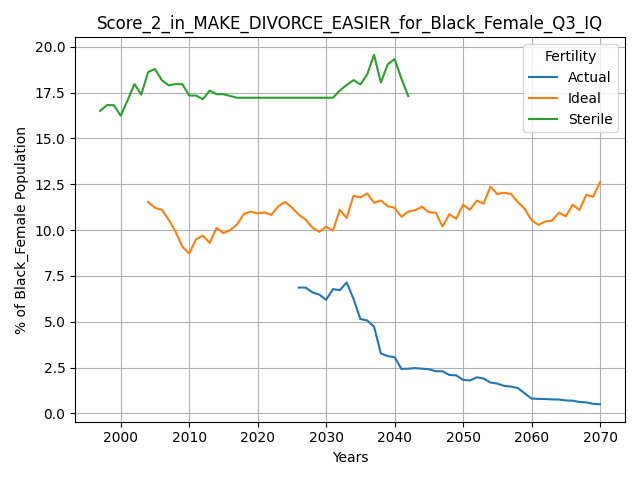 Score_2_in_MAKE_DIVORCE_EASIER_for_Black_Female_Q3_IQ
Fertility
Actual
Ideal
Sterile
% of Black_Female Population
20.0
17.5
15.0
12.5
10.0
7.5
5.0
2.5
0.0
2000 2010 2020 2030 2040 2050 2060 2070
Years